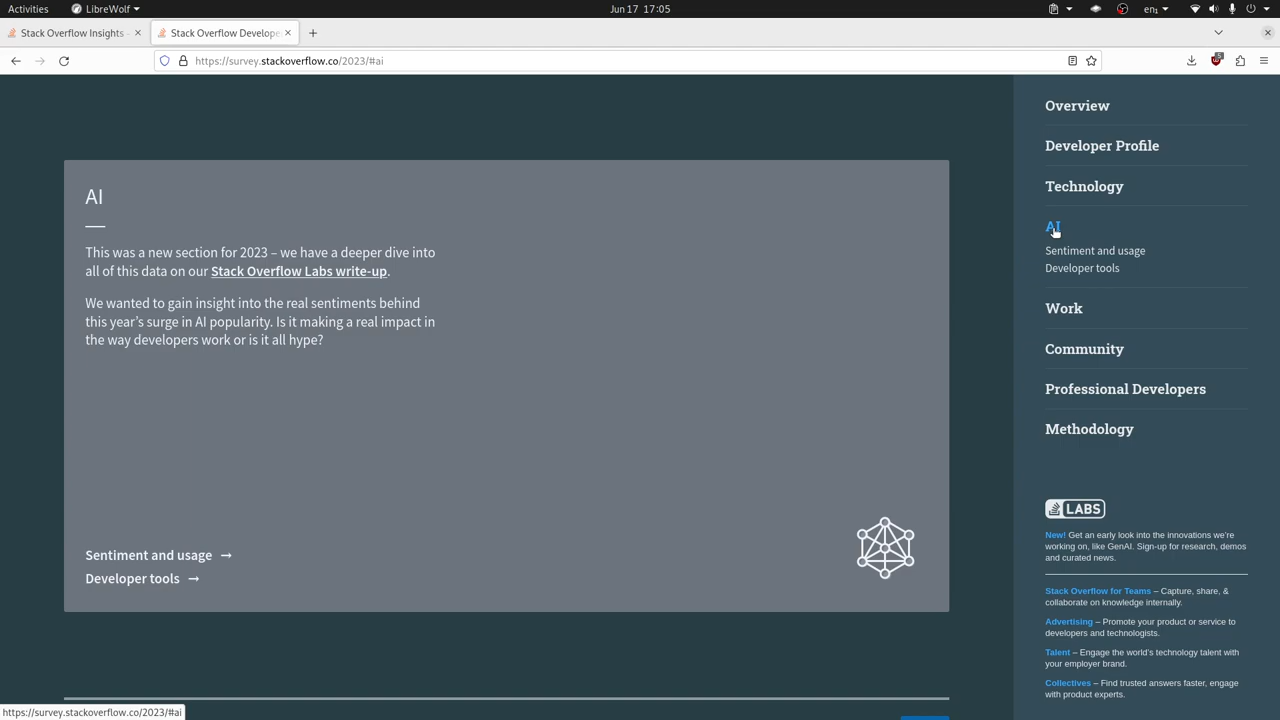 Activities
LibreWolf
Jun 17 17:05
en₁
Stack Overflow Insights -
Stack Overflow Develope
https://survey.stackoverflow.co/2023/#ai
AI
This was a new section for 2023 – we have a deeper dive into
all of this data on our Stack Overflow Labs write-up.
We wanted to gain insight into the real sentiments behind
this year’s surge in AI popularity. Is it making a real impact in
the way developers work or is it all hype?
Sentiment and usage →
Developer tools →
Overview
Developer Profile
Technology
AI
Sentiment and usage
Developer tools
Work
Community
Professional Developers
Methodology
LABS
New! Get an early look into the innovations we're
working on, like GenAI. Sign-up for research, demos
and curated news.
Stack Overflow for Teams – Capture, share, &
collaborate on knowledge internally.
Advertising – Promote your product or service to
developers and technologists.
Talent – Engage the world's technology talent with
your employer brand.
Collectives – Find trusted answers faster, engage
with product experts.
https://survey.stackoverflow.co/2023/#ai